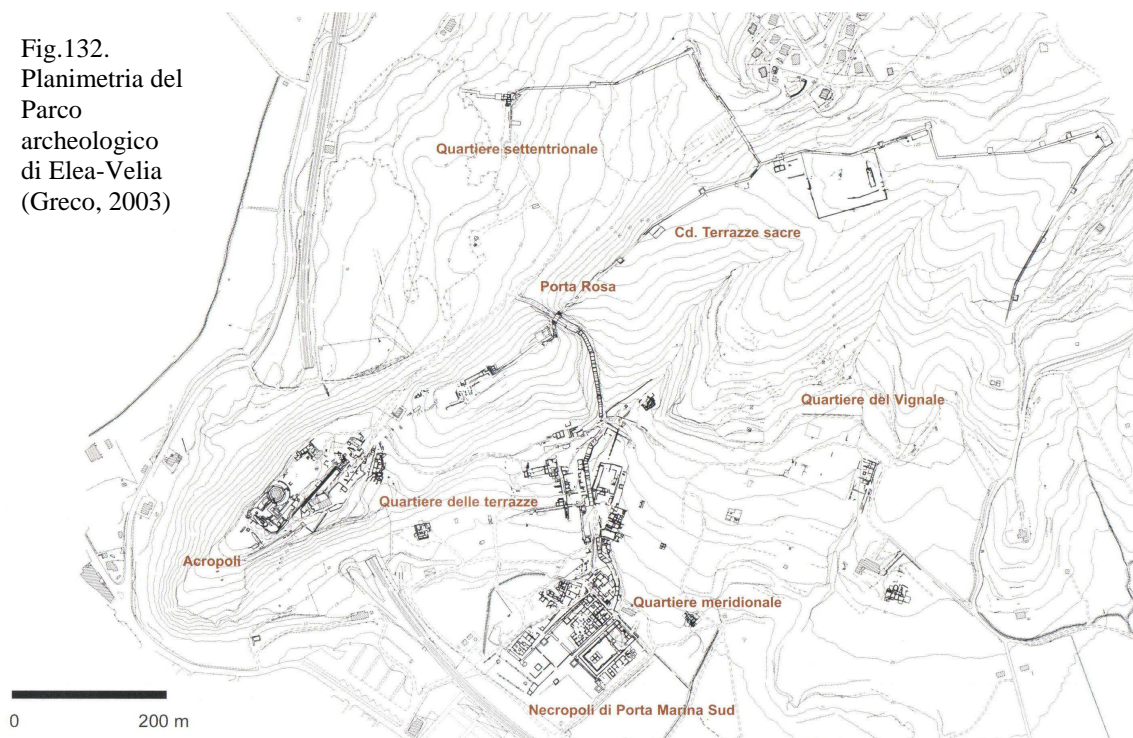 Fig.132.
Planimetria del
Parco
archeologico
di Elea-Velia
(Greco, 2003)
Quartiere settentrionale
Cd. Terrazze sacre
Porta Rosa
Quartiere del Vignale
Quartiere delle terrazze
Acropoli
Quartiere meridionale
Necropoli di Porta Marina Sud
0 200 m